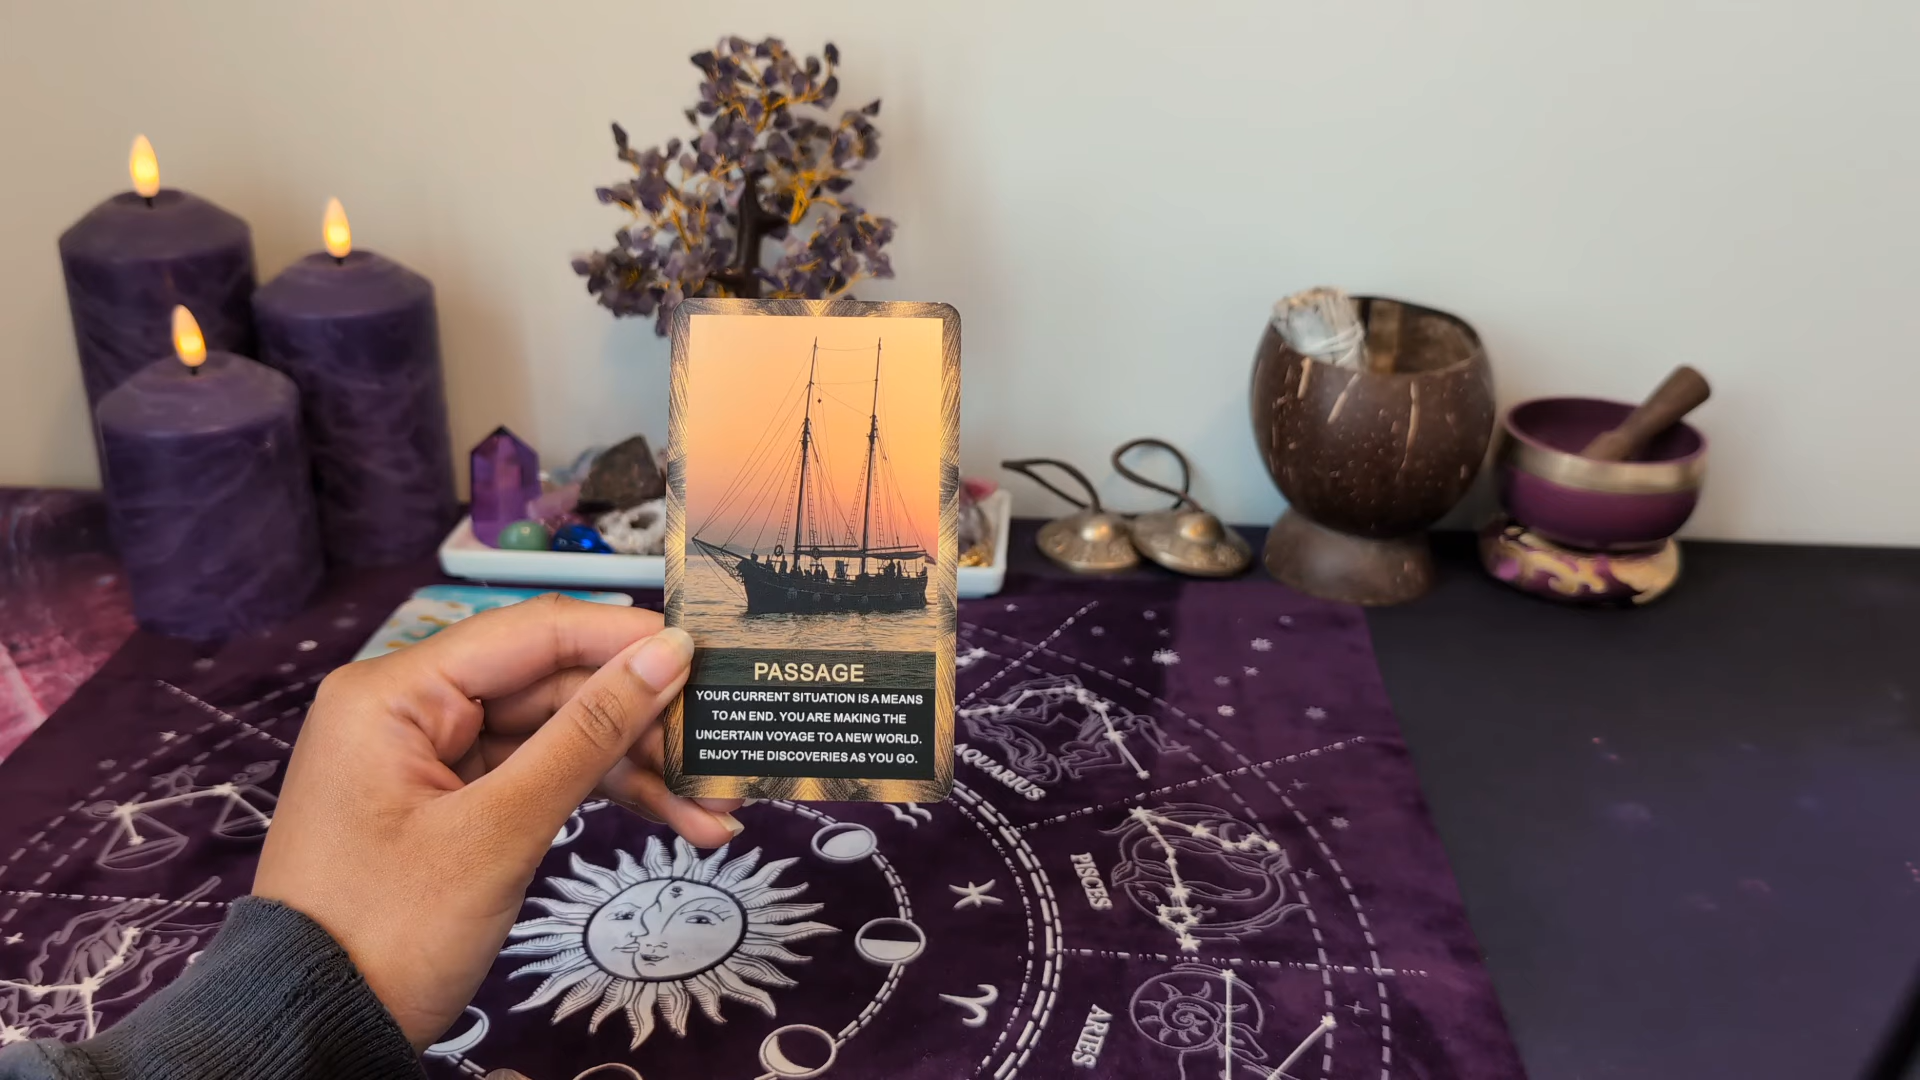 PASSAGE
YOUR CURRENT SITUATION IS A MEANS
TO AN END. YOU ARE MAKING THE
UNCERTAIN VOYAGE TO A NEW WORLD.
ENJOY THE DISCOVERIES AS YOU GO.
AQUARIUS
PISCES
ARIES